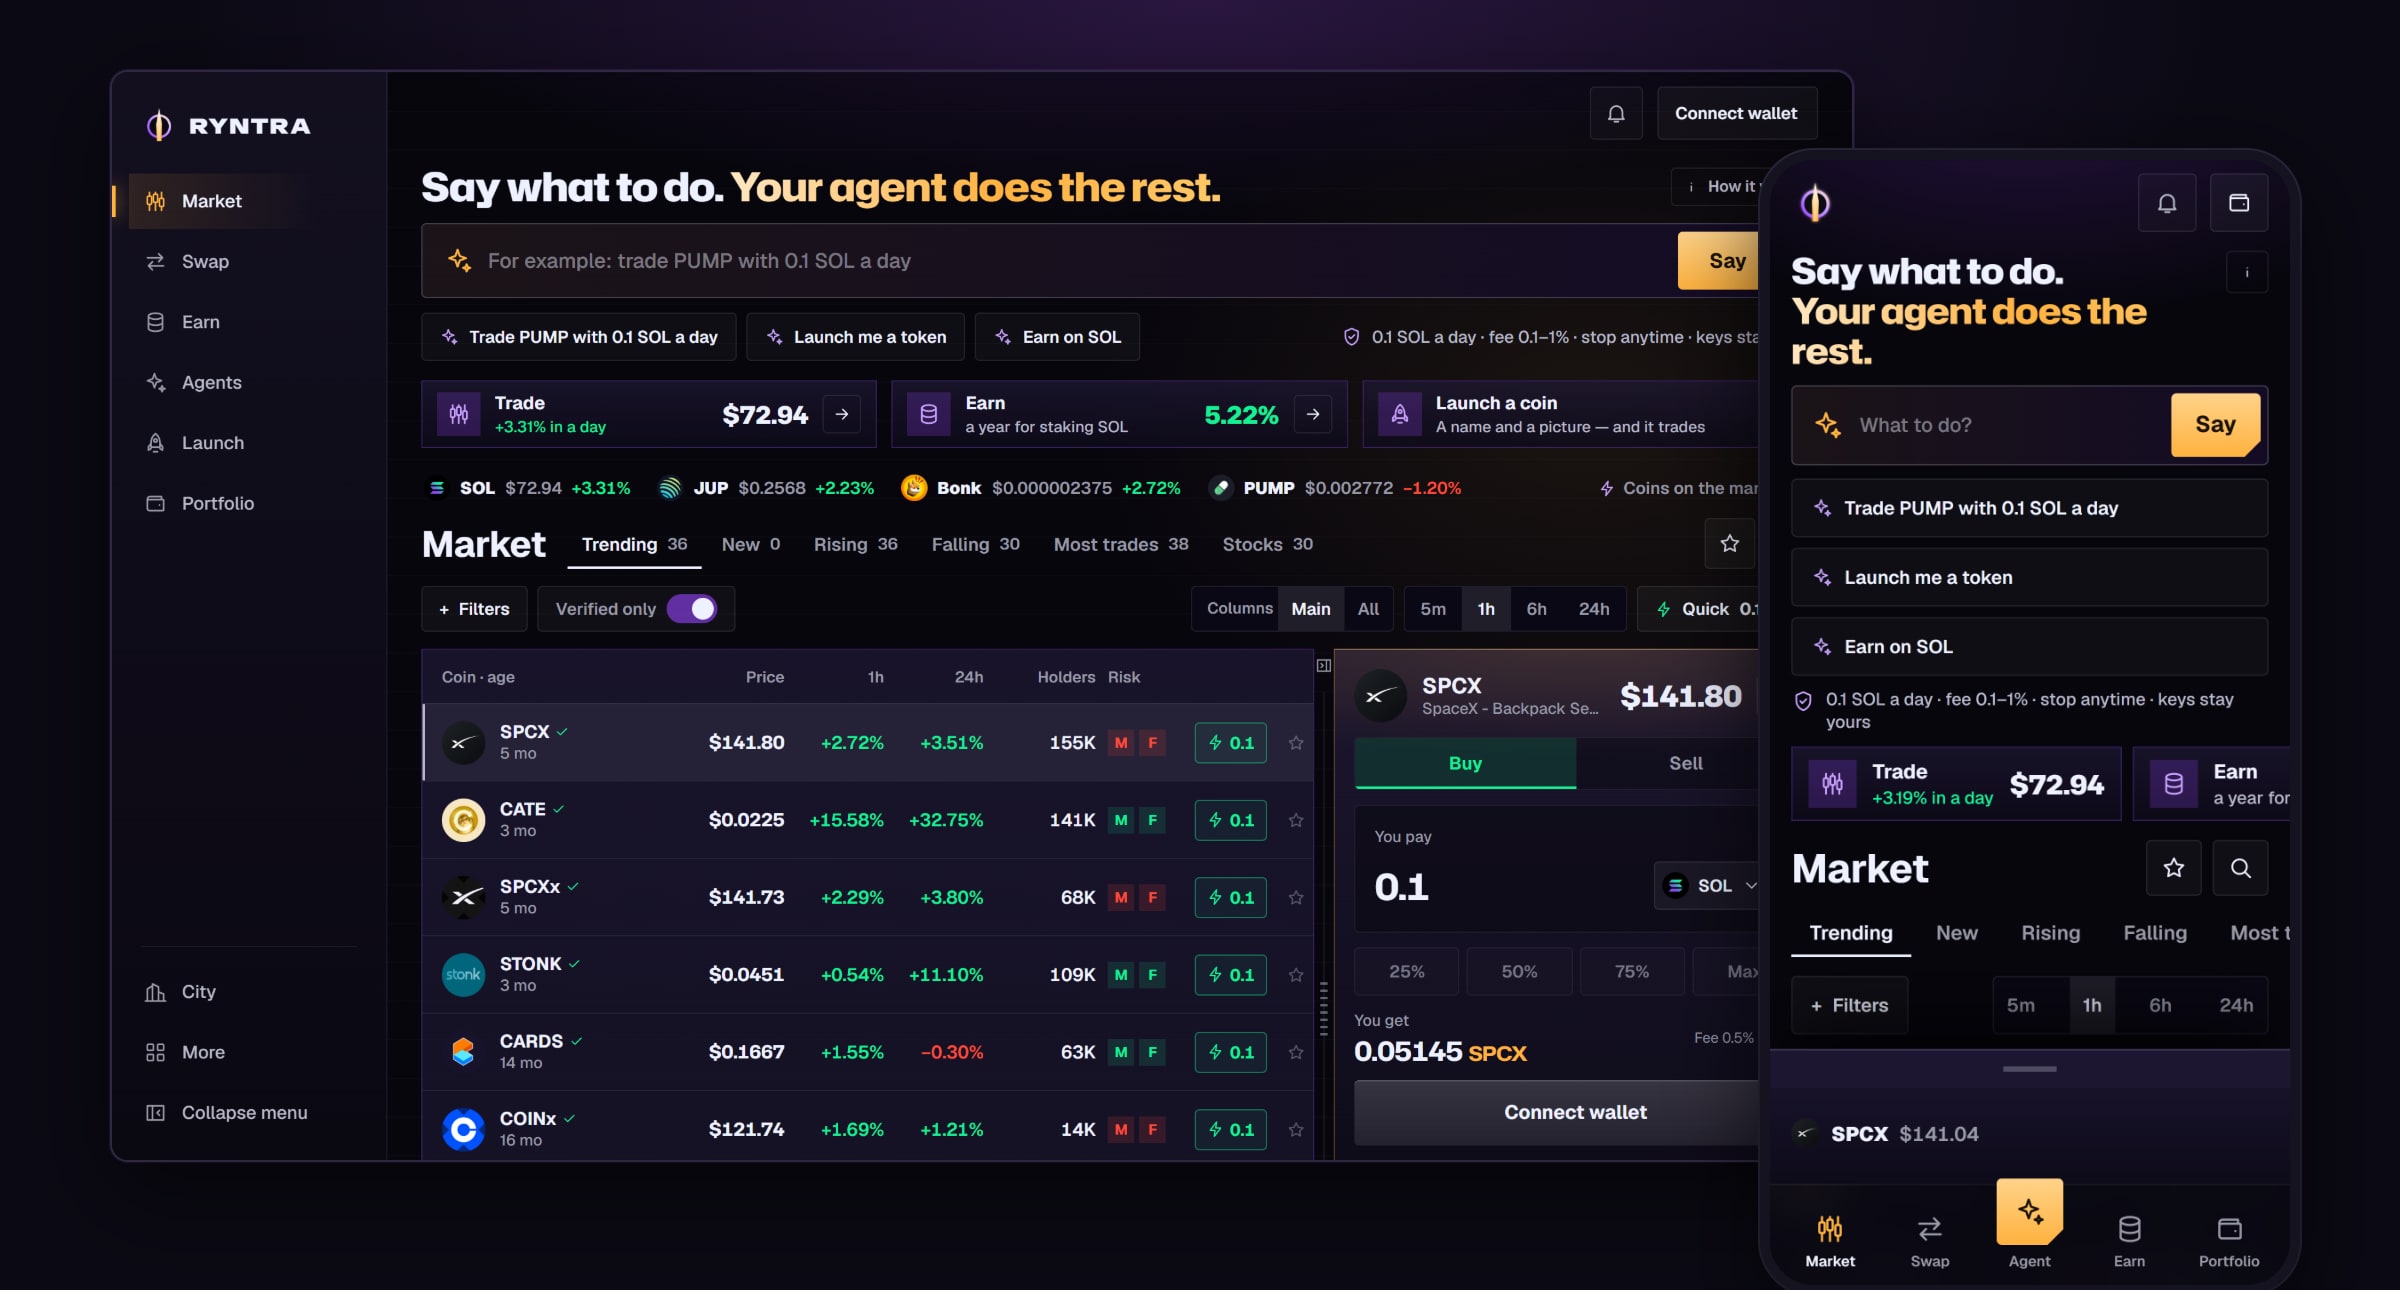 RYNTRA
Market
Swap
Earn
Agents
Launch
Portfolio
City
More
Collapse menu
Connect wallet
Say what to do. Your agent does the rest.
How it
For example: trade PUMP with 0.1 SOL a day
Say
Trade PUMP with 0.1 SOL a day
Launch me a token
Earn on SOL
0.1 SOL a day · fee 0.1–1% · stop anytime · keys sta
Trade
+3.31% in a day
$72.94
Earn
a year for staking SOL
5.22%
Launch a coin
A name and a picture — and it trades
SOL $72.94 +3.31%
JUP $0.2568 +2.23%
Bonk $0.000002375 +2.72%
PUMP $0.002772 −1.20%
Coins on the mar
Market
Trending 36
New 0
Rising 36
Falling 30
Most trades 38
Stocks 30
+ Filters
Verified only
Columns Main All
5m 1h 6h 24h
Quick 0.1
Coin · age Price 1h 24h Holders Risk
SPCX $141.80 +2.72% +3.51% 155K M F 0.1
5 mo
CATE $0.0225 +15.58% +32.75% 141K M F 0.1
3 mo
SPCXx $141.73 +2.29% +3.80% 68K M F 0.1
5 mo
stonk
STONK $0.0451 +0.54% +11.10% 109K M F 0.1
3 mo
CARDS $0.1667 +1.55% −0.30% 63K M F 0.1
14 mo
COINx $121.74 +1.69% +1.21% 14K M F 0.1
16 mo
SPCX
SpaceX - Backpack Se...
$141.80
Buy Sell
You pay
0.1
SOL
25% 50% 75% Max
You get
0.05145 SPCX
Fee 0.5%
Connect wallet
Say what to do.
Your agent does the
rest.
What to do?
Say
Trade PUMP with 0.1 SOL a day
Launch me a token
Earn on SOL
0.1 SOL a day · fee 0.1–1% · stop anytime · keys stay
yours
Trade
+3.19% in a day
$72.94
Earn
a year for
Market
Trending New Rising Falling Most t
+ Filters
5m 1h 6h 24h
SPCX $141.04
Market
Swap
Agent
Earn
Portfolio